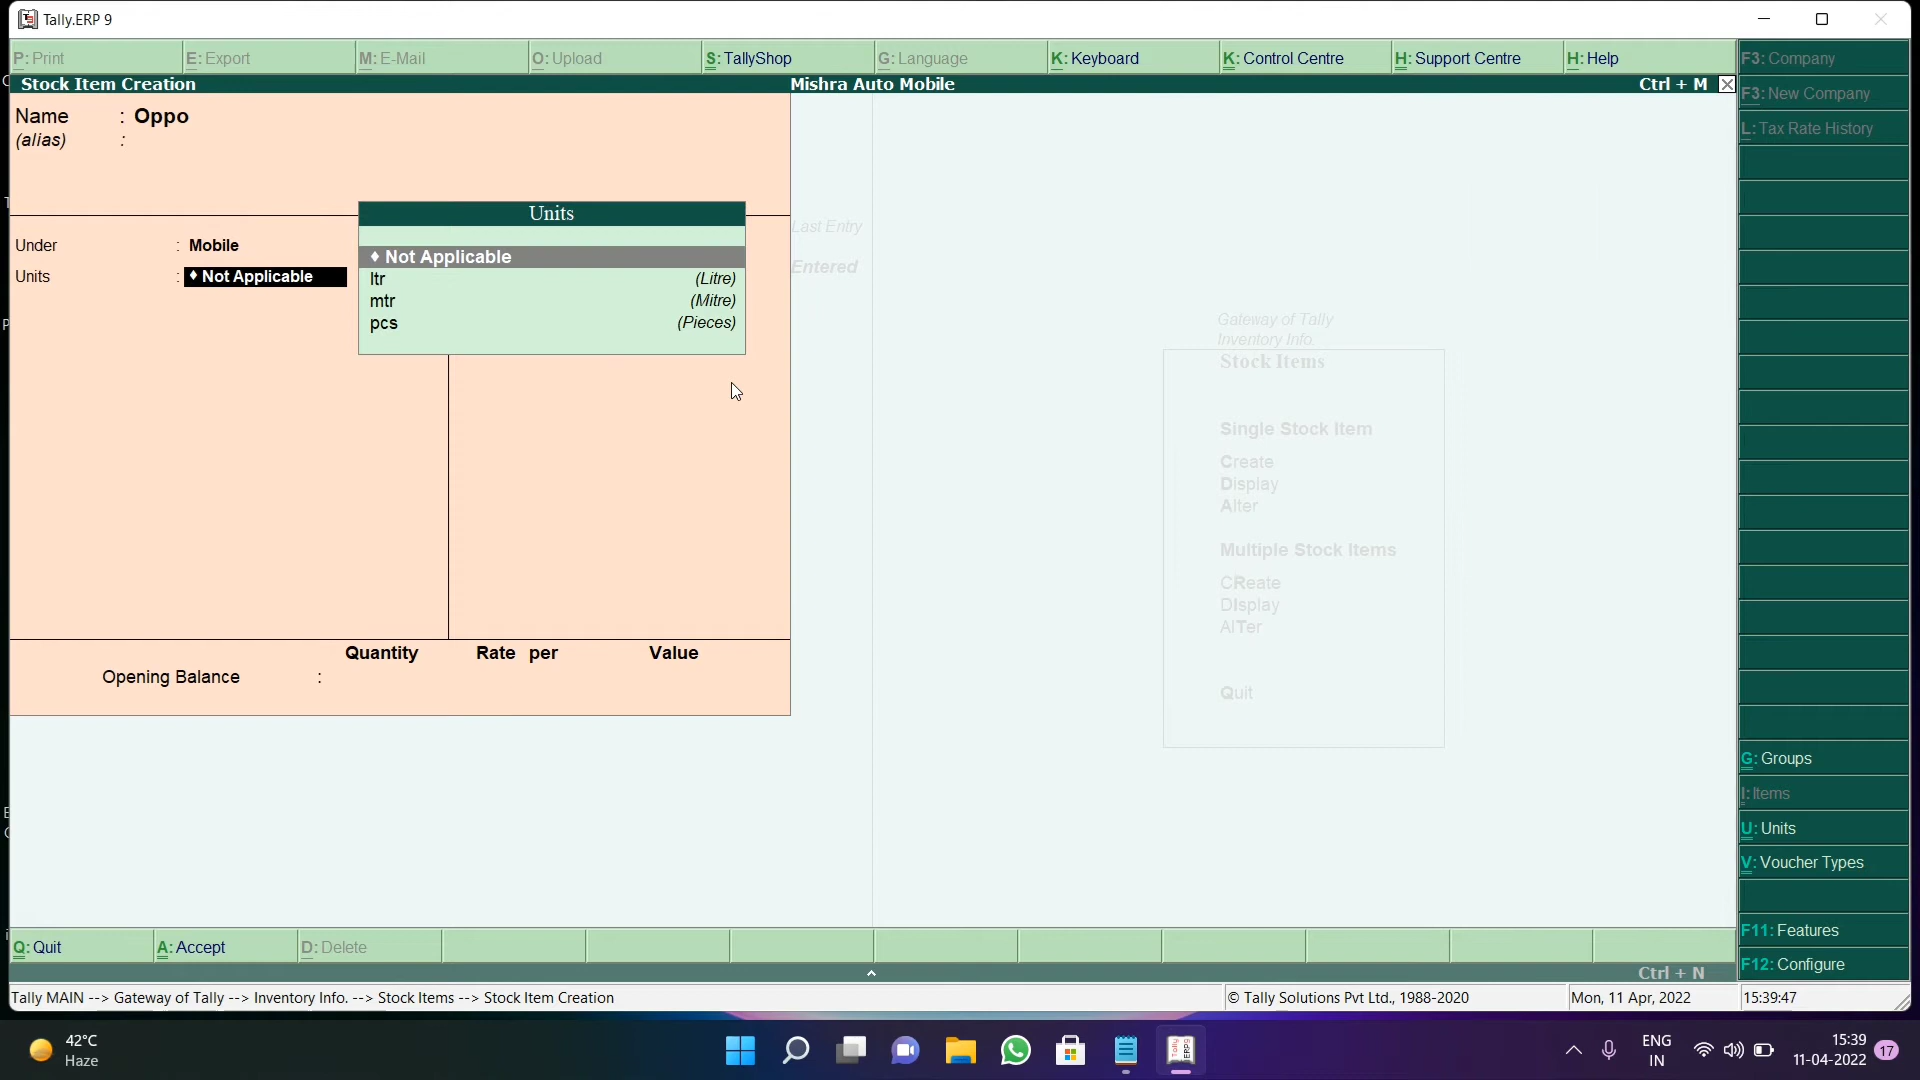 Tally.ERP 9
P: Print E: Export M: E-Mail O: Upload S: TallyShop G: Language K: Keyboard K: Control Centre H: Support Centre H: Help
Stock Item Creation Mishra Auto Mobile Ctrl + M
Name : Oppo
(alias) :
Under : Mobile
Units : ♦ Not Applicable
Units
♦ Not Applicable
ltr (Litre)
mtr (Mitre)
pcs (Pieces)
Last Entry
Entered
Gateway of Tally
Inventory Info.
Stock Items
Single Stock Item
Create
Display
Alter
Multiple Stock Items
CReate
DIsplay
AlTer
Quit
Quantity Rate per Value
Opening Balance :
F3: Company
F3: New Company
L: Tax Rate History
G: Groups
I: Items
U: Units
V: Voucher Types
F11: Features
F12: Configure
Q: Quit A: Accept D: Delete
Ctrl + N
Tally MAIN --> Gateway of Tally --> Inventory Info. --> Stock Items --> Stock Item Creation © Tally Solutions Pvt Ltd., 1988-2020 Mon, 11 Apr, 2022 15:39:47
42°C
Haze
Tally
ERP9
ENG
IN
15:39
11-04-2022
17